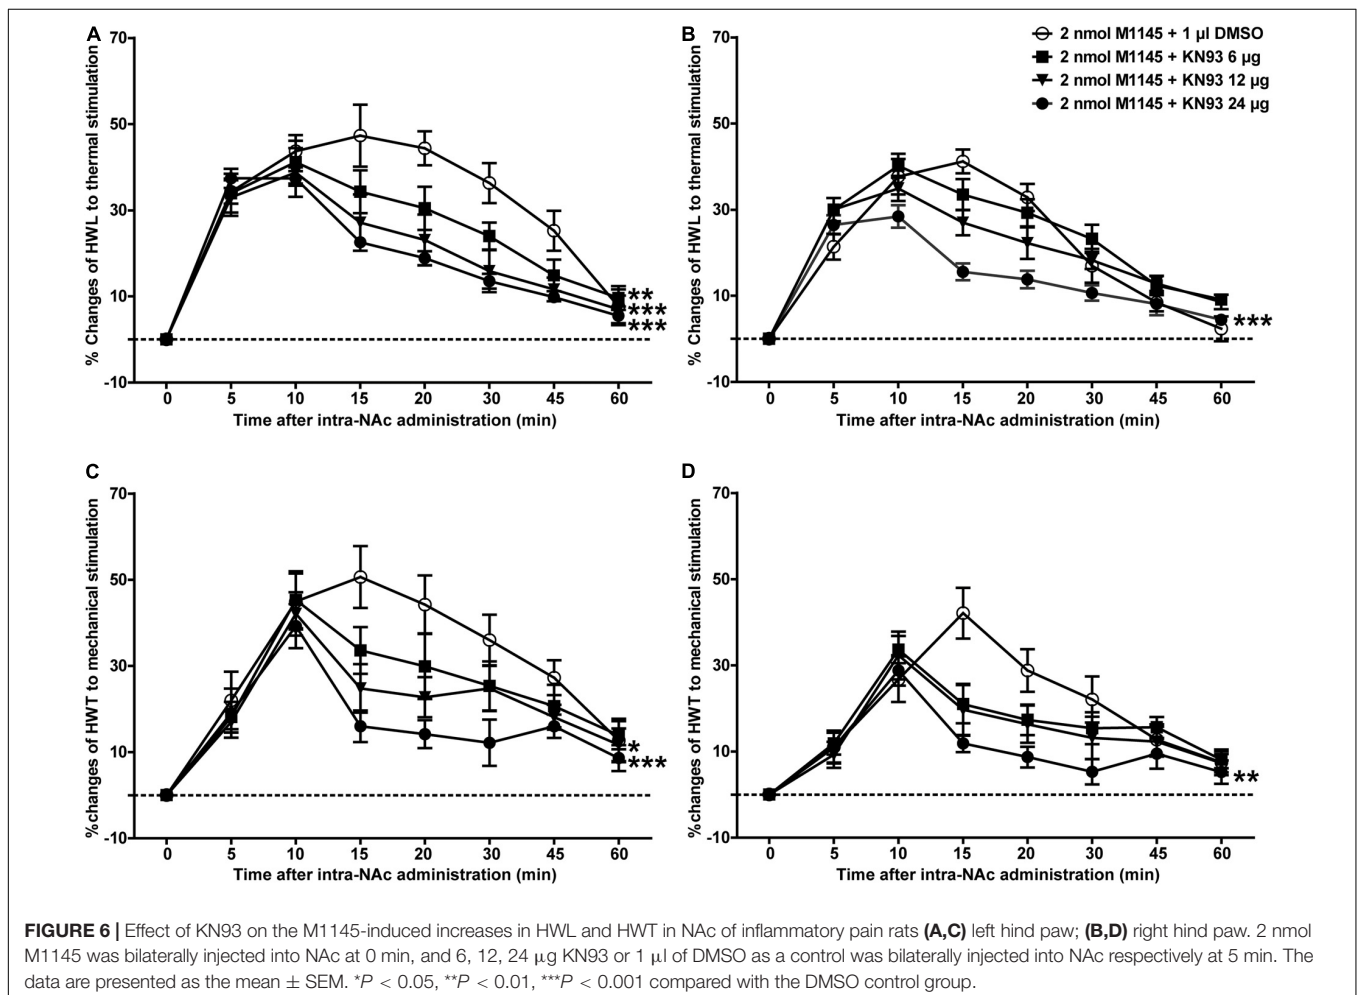 A
70
50
30
10
-10
% Changes of HWL to thermal stimulation
0 5 10 15 20 30 45 60
Time after intra-NAc administration (min)
**
***
***
B
70
50
30
10
-10
% Changes of HWL to thermal stimulation
0 5 10 15 20 30 45 60
Time after intra-NAc administration (min)
2 nmol M1145 + 1 µl DMSO
2 nmol M1145 + KN93 6 µg
2 nmol M1145 + KN93 12 µg
2 nmol M1145 + KN93 24 µg
***
C
70
50
30
10
-10
%changes of HWT to mechanical stimulation
0 5 10 15 20 30 45 60
Time after intra-NAc administration (min)
*
***
D
70
50
30
10
-10
%changes of HWT to mechanical stimulation
0 5 10 15 20 30 45 60
Time after intra-NAc administration (min)
**
FIGURE 6 | Effect of KN93 on the M1145-induced increases in HWL and HWT in NAc of inflammatory pain rats (A,C) left hind paw; (B,D) right hind paw. 2 nmol
M1145 was bilaterally injected into NAc at 0 min, and 6, 12, 24 µg KN93 or 1 µl of DMSO as a control was bilaterally injected into NAc respectively at 5 min. The
data are presented as the mean ± SEM. *P < 0.05, **P < 0.01, ***P < 0.001 compared with the DMSO control group.